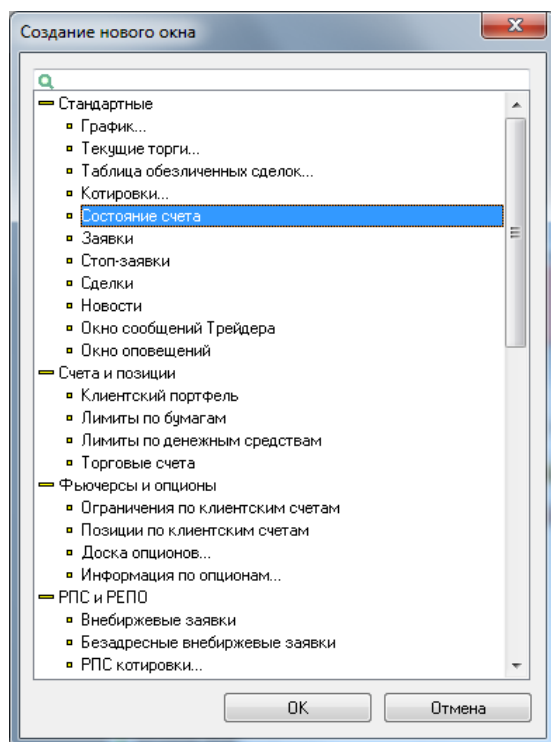 Создание нового окна
Стандартные
График...
Текущие торги...
Таблица обезличенных сделок...
Котировки...
Состояние счета
Заявки
Стоп-заявки
Сделки
Новости
Окно сообщений Трейдера
Окно оповещений
Счета и позиции
Клиентский портфель
Лимиты по бумагам
Лимиты по денежным средствам
Торговые счета
Фьючерсы и опционы
Ограничения по клиентским счетам
Позиции по клиентским счетам
Доска опционов...
Информация по опционам...
РПС и РЕПО
Внебиржевые заявки
Безадресные внебиржевые заявки
РПС котировки...
OK Отмена